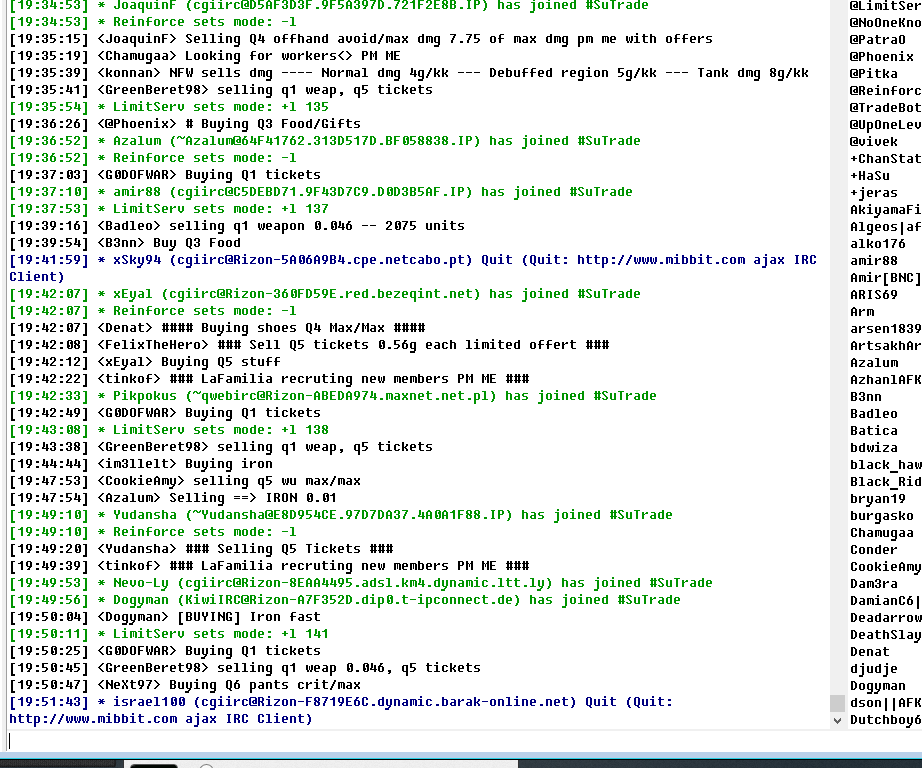 [19:34:53] * JoaquinF (cgiirc@D5AF3D3F.9F5A397D.721F2E8B.IP) has joined #SuTrade
[19:34:53] * Reinforce sets mode: -l
[19:35:15] <JoaquinF> Selling Q4 offhand avoid/max dmg 7.75 of max dmg pm me with offers
[19:35:19] <Chamugaa> Looking for workers<> PM ME
[19:35:39] <konnan> NFW sells dmg ---- Normal dmg 4g/kk --- Debuffed region 5g/kk --- Tank dmg 8g/kk
[19:35:41] <GreenBeret98> selling q1 weap, q5 tickets
[19:35:54] * LimitServ sets mode: +l 135
[19:36:26] <@Phoenix> # Buying Q3 Food/Gifts
[19:36:52] * Azalum (~Azalum@64F41762.313D517D.BF058838.IP) has joined #SuTrade
[19:36:52] * Reinforce sets mode: -l
[19:37:03] <G0DOFWAR> Buying Q1 tickets
[19:37:10] * amir88 (cgiirc@C5DEBD71.9F43D7C9.D0D3B5AF.IP) has joined #SuTrade
[19:37:53] * LimitServ sets mode: +l 137
[19:39:16] <Badleo> selling q1 weapon 0.046 -- 2075 units
[19:39:54] <B3nn> Buy Q3 Food
[19:41:59] * xSky94 (cgiirc@Rizon-5A06A9B4.cpe.netcabo.pt) Quit (Quit: http://www.mibbit.com ajax IRC
Client)
[19:42:07] * xEyal (cgiirc@Rizon-360FD59E.red.bezeqint.net) has joined #SuTrade
[19:42:07] * Reinforce sets mode: -l
[19:42:07] <Denat> #### Buying shoes Q4 Max/Max ####
[19:42:08] <FelixTheHero> ### Sell Q5 tickets 0.56g each limited offert ###
[19:42:12] <xEyal> Buying Q5 stuff
[19:42:22] <tinkof> ### LaFamilia recruting new members PM ME ###
[19:42:33] * Pikpokus (~qwebirc@Rizon-ABEDA974.maxnet.net.pl) has joined #SuTrade
[19:42:49] <G0DOFWAR> Buying Q1 tickets
[19:43:08] * LimitServ sets mode: +l 138
[19:43:38] <GreenBeret98> selling q1 weap, q5 tickets
[19:44:44] <im3llelt> Buying iron
[19:47:53] <CookieAmy> selling q5 wu max/max
[19:47:54] <Azalum> Selling ==> IRON 0.01
[19:49:10] * Yudansha (~Yudansha@E8D954CE.97D7DA37.4A0A1F88.IP) has joined #SuTrade
[19:49:10] * Reinforce sets mode: -l
[19:49:20] <Yudansha> ### Selling Q5 Tickets ###
[19:49:39] <tinkof> ### LaFamilia recruting new members PM ME ###
[19:49:53] * Nevo-Ly (cgiirc@Rizon-8EAA4495.adsl.km4.dynamic.ltt.ly) has joined #SuTrade
[19:49:56] * Dogyman (KiwiIRC@Rizon-A7F352D.dip0.t-ipconnect.de) has joined #SuTrade
[19:50:04] <Dogyman> [BUYING] Iron fast
[19:50:11] * LimitServ sets mode: +l 141
[19:50:25] <G0DOFWAR> Buying Q1 tickets
[19:50:45] <GreenBeret98> selling q1 weap 0.046, q5 tickets
[19:50:47] <NeXt97> Buying Q6 pants crit/max
[19:51:43] * israel100 (cgiirc@Rizon-F8719E6C.dynamic.barak-online.net) Quit (Quit:
http://www.mibbit.com ajax IRC Client)
@LimitSer
@NoOneKno
@PatraO
@Phoenix
@Pitka
@Reinforc
@TradeBot
@UpOneLev
@vivek
+ChanStat
+HaSu
+jeras
AkiyamaFi
Algeos|af
alko176
amir88
Amir[BNC]
ARIS69
Arm
arsen1839
ArtsakhAr
Azalum
AzhanlAFK
B3nn
Badleo
Batica
bdwiza
black_haw
Black_Rid
bryan19
burgasko
Chamugaa
Conder
CookieAmy
Dam3ra
DamianC6|
Deadarrow
DeathSlay
Denat
djudje
Dogyman
dson||AFK
Dutchboy6